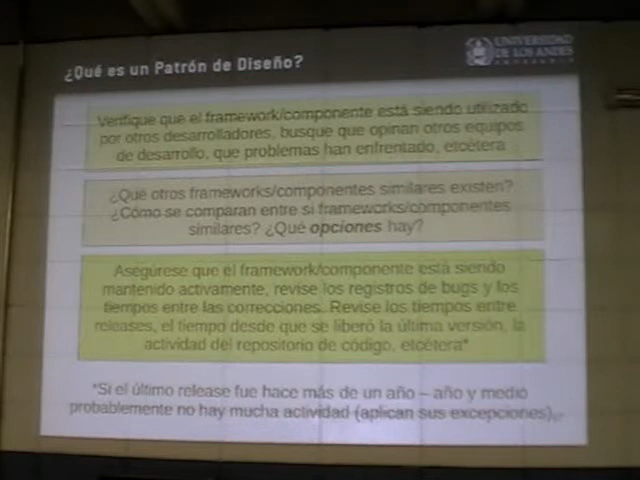 ¿Qué es un Patrón de Diseño?
UNIVERSIDAD
DE LOS ANDES
Verifique que el framework/componente está siendo utilizado
por otros desarrolladores, busque que opinan otros equipos
de desarrollo, que problemas han enfrentado, etcétera
¿Qué otros frameworks/componentes similares existen?
¿Cómo se comparan entre si frameworks/componentes
similares? ¿Qué opciones hay?
Asegúrese que el framework/componente está siendo
mantenido activamente, revise los registros de bugs y los
tiempos entre las correcciones. Revise los tiempos entre
releases, el tiempo desde que se liberó la última versión, la
actividad del repositorio de código, etcétera*
*Si el último release fue hace más de un año – año y medio
probablemente no hay mucha actividad (aplican sus excepciones)